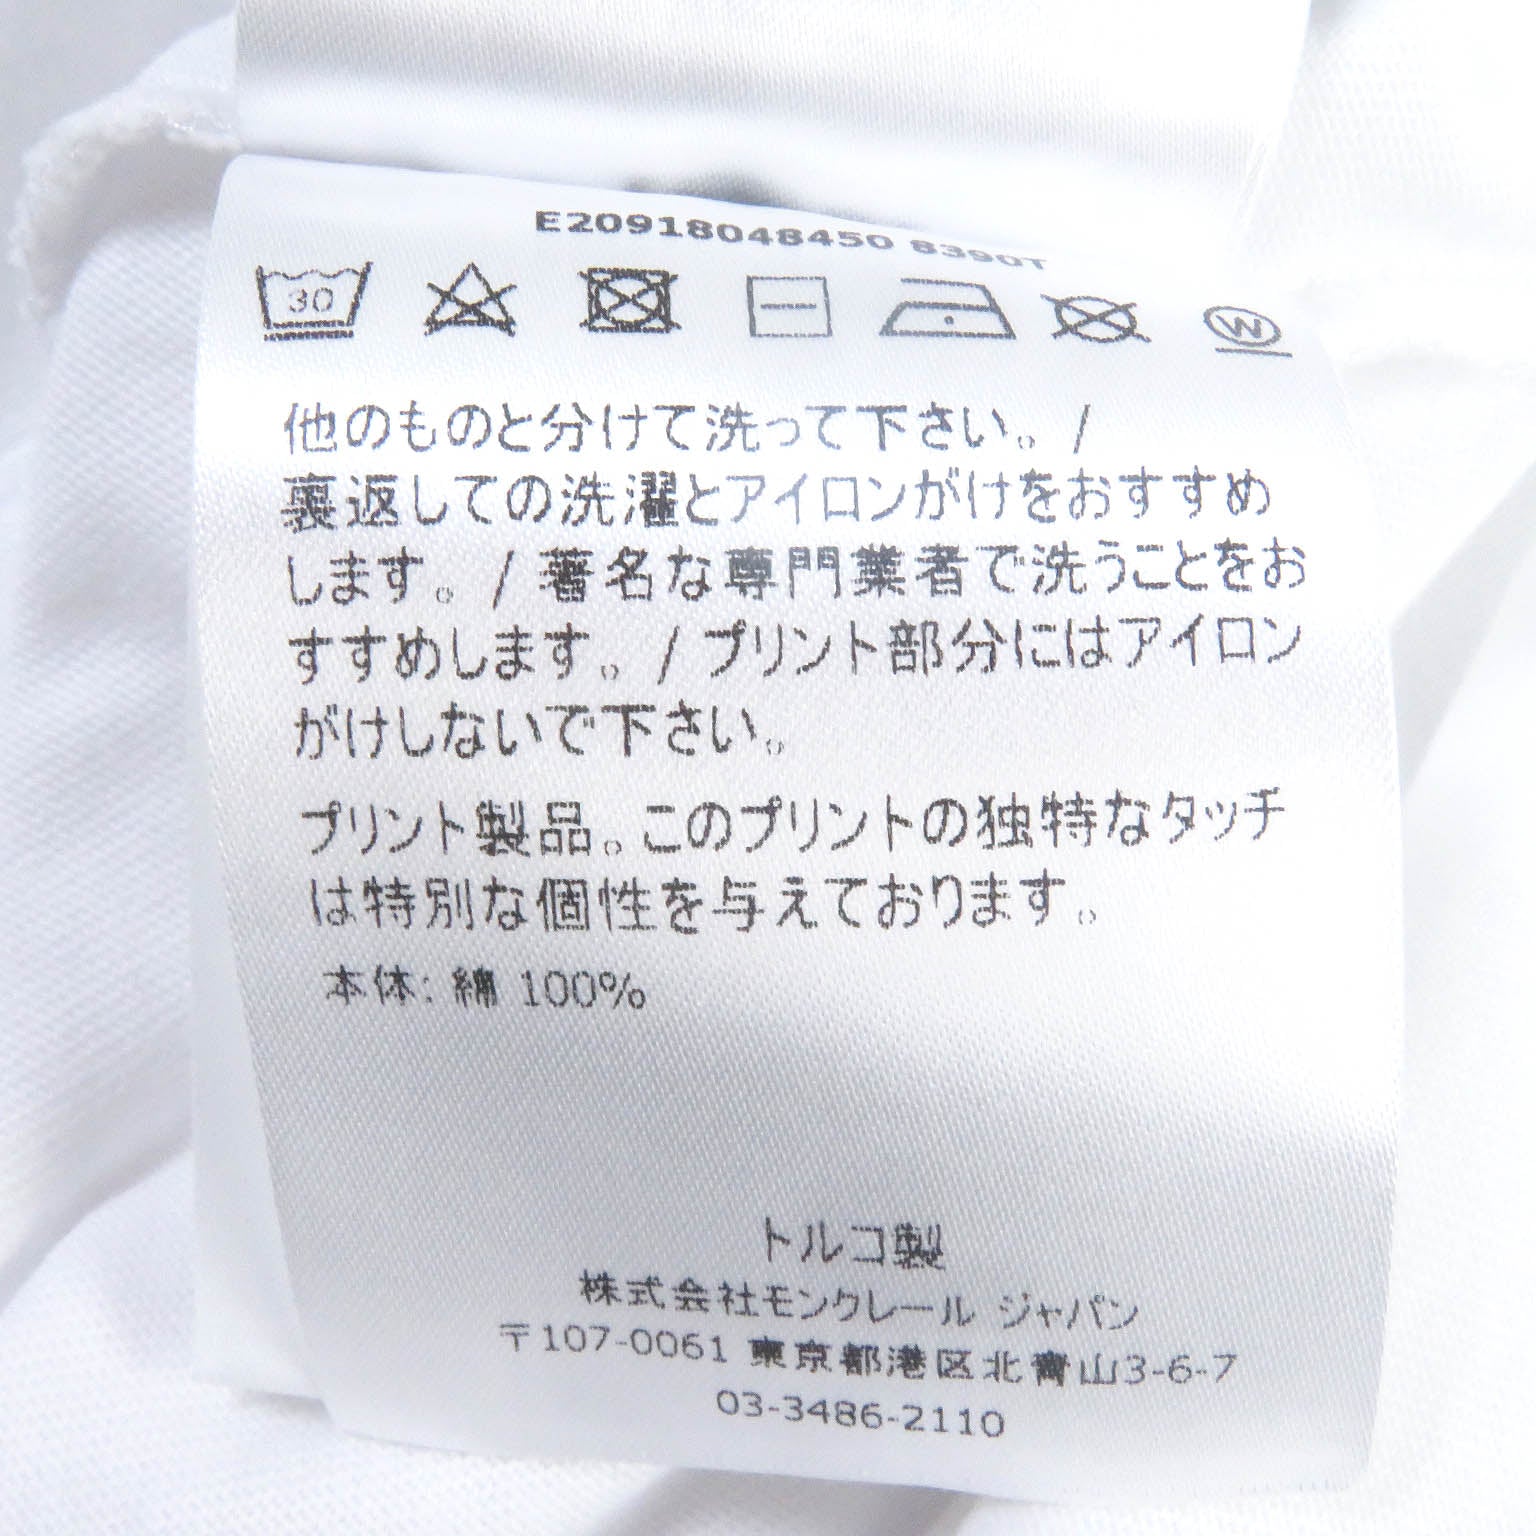 E20918048450 8390T
30
W
他のものと分けて洗って下さい。/
裏返しての洗濯とアイロンがけをおすすめ
します。/ 著名な専門業者で洗うことをお
すすめします。/ プリント部分にはアイロン
がけしないで下さい。
プリント製品。このプリントの独特なタッチ
は特別な個性を与えております。
本体: 綿 100%
トルコ製
株式会社モンクレール ジャパン
〒107-0061 東京都港区北青山3-6-7
03-3486-2110